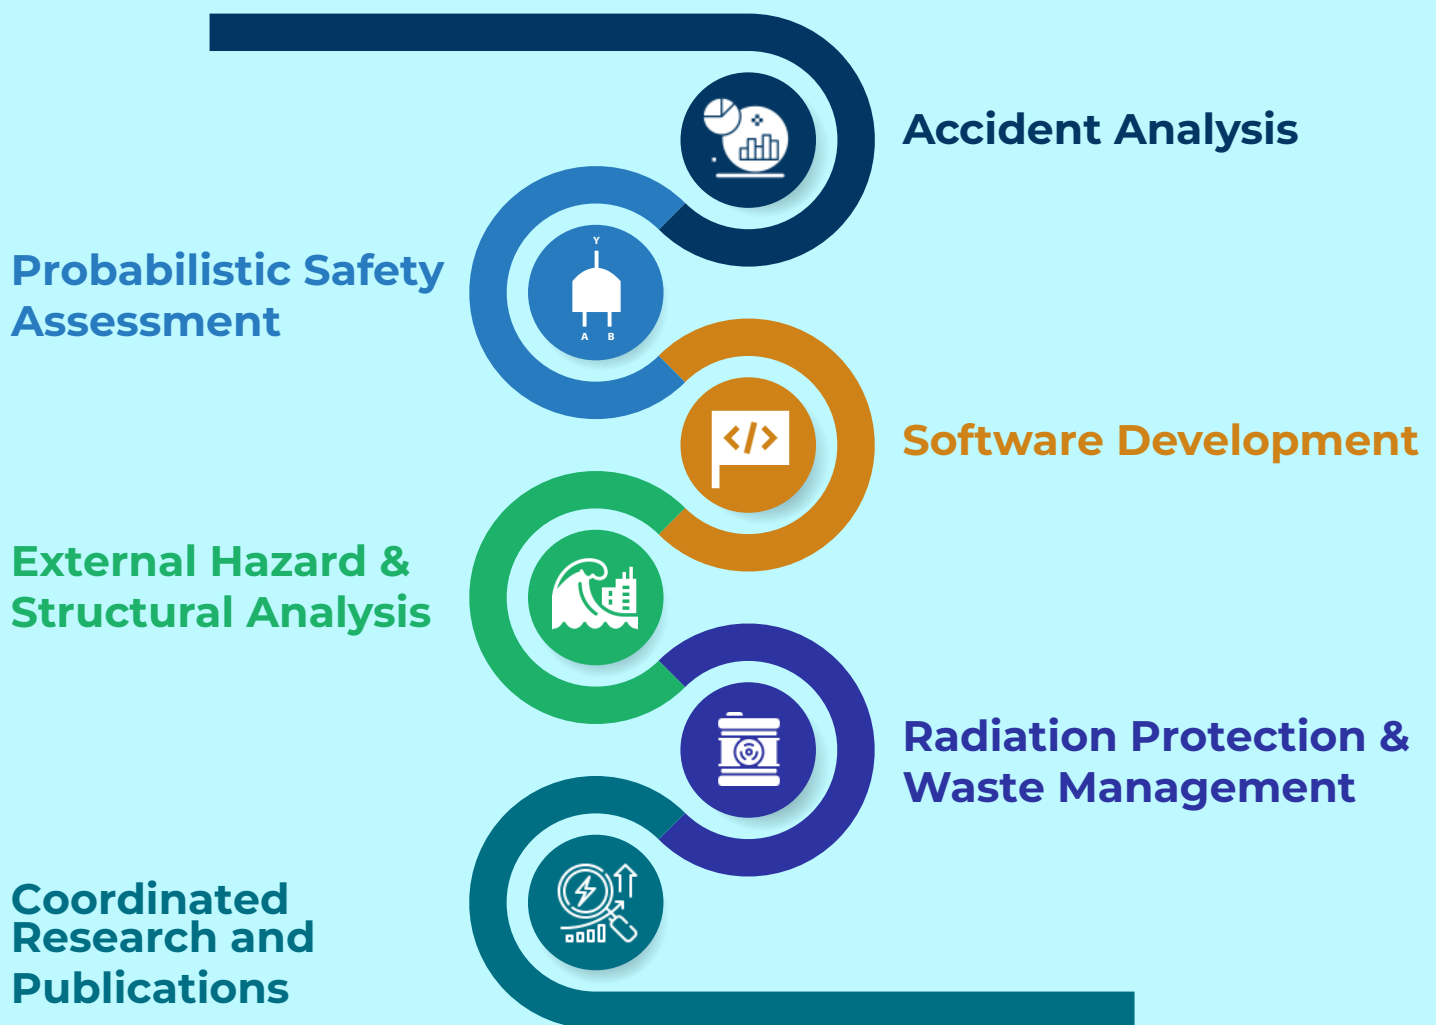 Accident Analysis
Probabilistic Safety
Assessment
Y
A B
Software Development
</>
External Hazard &
Structural Analysis
Radiation Protection &
Waste Management
Coordinated
Research and
Publications